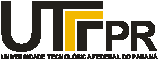 UTFPR
UNIVERSIDADE TECNOLÓGICA FEDERAL DO PARANÁ